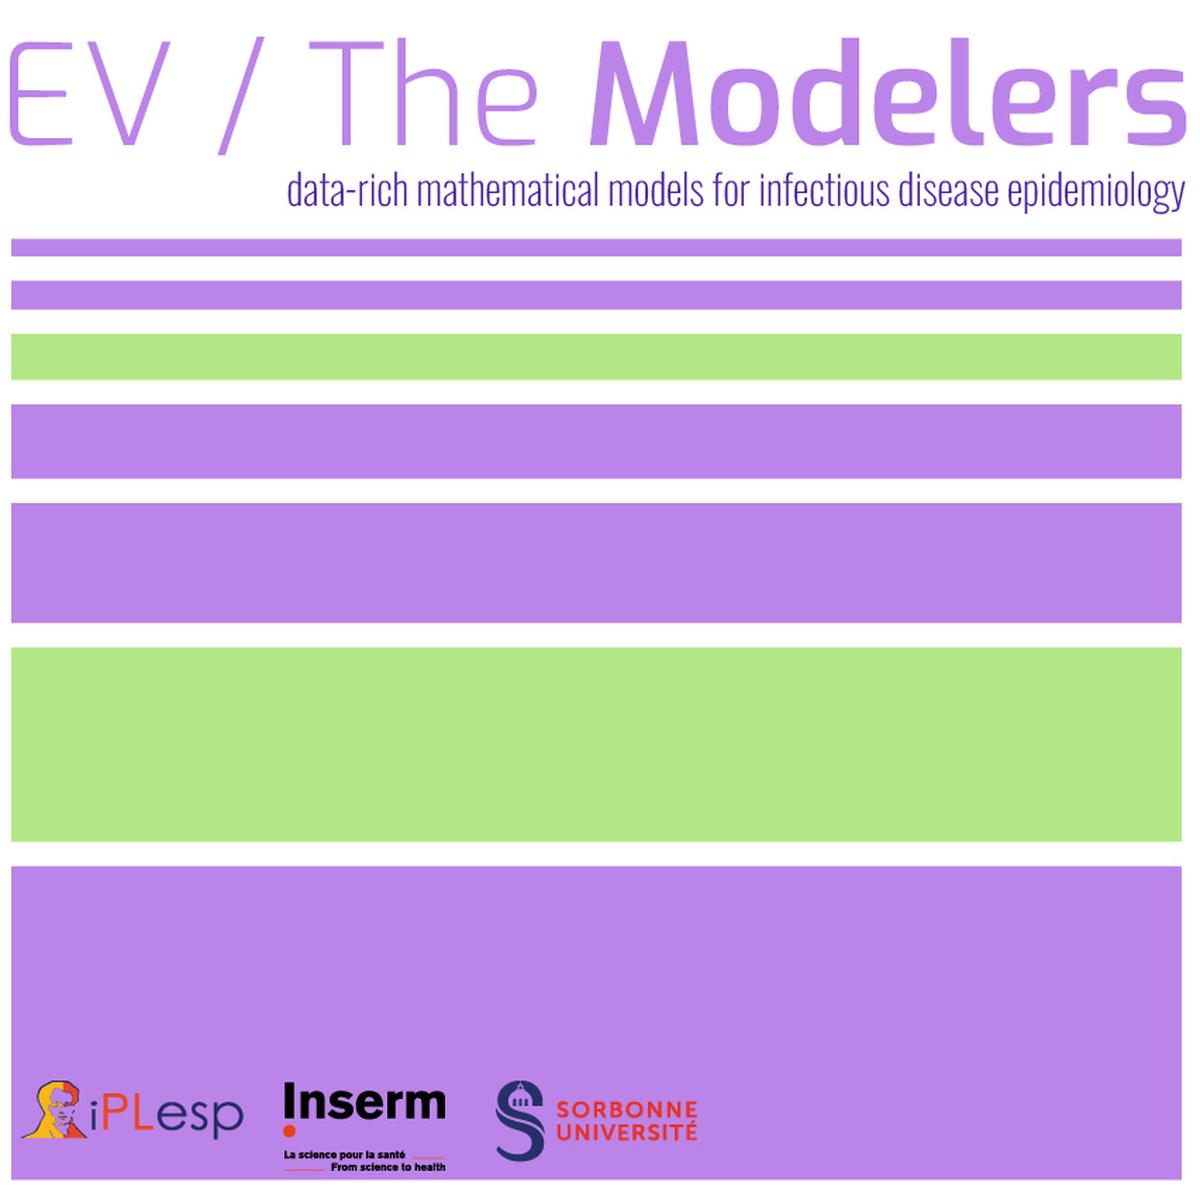 EV / The Modelers
data-rich mathematical models for infectious disease epidemiology
iPLesp
Inserm
La science pour la santé
From science to health
SORBONNE
UNIVERSITÉ